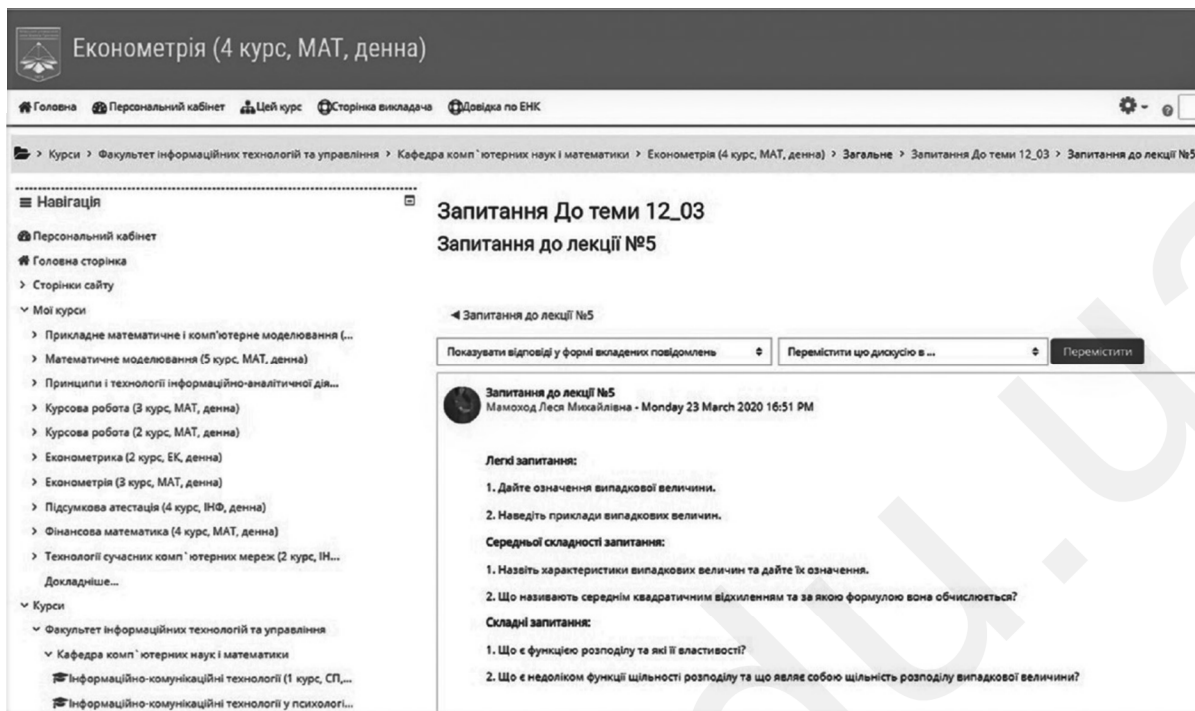 Економетрія (4 курс, МАТ, денна)
Головна Персональний кабінет Цей курс Сторінка викладача Довідка по ЕНК
> Курси > Факультет інформаційних технологій та управління > Кафедра комп`ютерних наук і математики > Економетрія (4 курс, МАТ, денна) > Загальне > Запитання До теми 12_03 > Запитання до лекції №5
Навігація
Персональний кабінет
Головна сторінка
Сторінки сайту
Мої курси
Прикладне математичне і комп'ютерне моделювання (...
Математичне моделювання (5 курс, МАТ, денна)
Принципи і технології інформаційно-аналітичної дія...
Курсова робота (3 курс, МАТ, денна)
Курсова робота (2 курс, МАТ, денна)
Економетрика (2 курс, ЕК, денна)
Економетрія (3 курс, МАТ, денна)
Підсумкова атестація (4 курс, ІНФ, денна)
Фінансова математика (4 курс, МАТ, денна)
Технології сучасних комп`ютерних мереж (2 курс, ІН...
Докладніше...
Курси
Факультет інформаційних технологій та управління
Кафедра комп`ютерних наук і математики
Інформаційно-комунікаційні технології (1 курс, СП,...
Інформаційно-комунікаційні технології у психологі...
Запитання До теми 12_03
Запитання до лекції №5
◄ Запитання до лекції №5
Показувати відповіді у формі вкладених повідомлень
Перемістити цю дискусію в ...
Перемістити
Запитання до лекції №5
Мамоход Леся Михайлівна - Monday 23 March 2020 16:51 PM
Легкі запитання:
1. Дайте означення випадкової величини.
2. Наведіть приклади випадкових величин.
Середньої складності запитання:
1. Назвіть характеристики випадкових величин та дайте їх означення.
2. Що називають середнім квадратичним відхиленням та за якою формулою вона обчислюється?
Складні запитання:
1. Що є функцією розподілу та які її властивості?
2. Що є недоліком функції щільності розподілу та що являє собою щільність розподілу випадкової величини?
du.ua